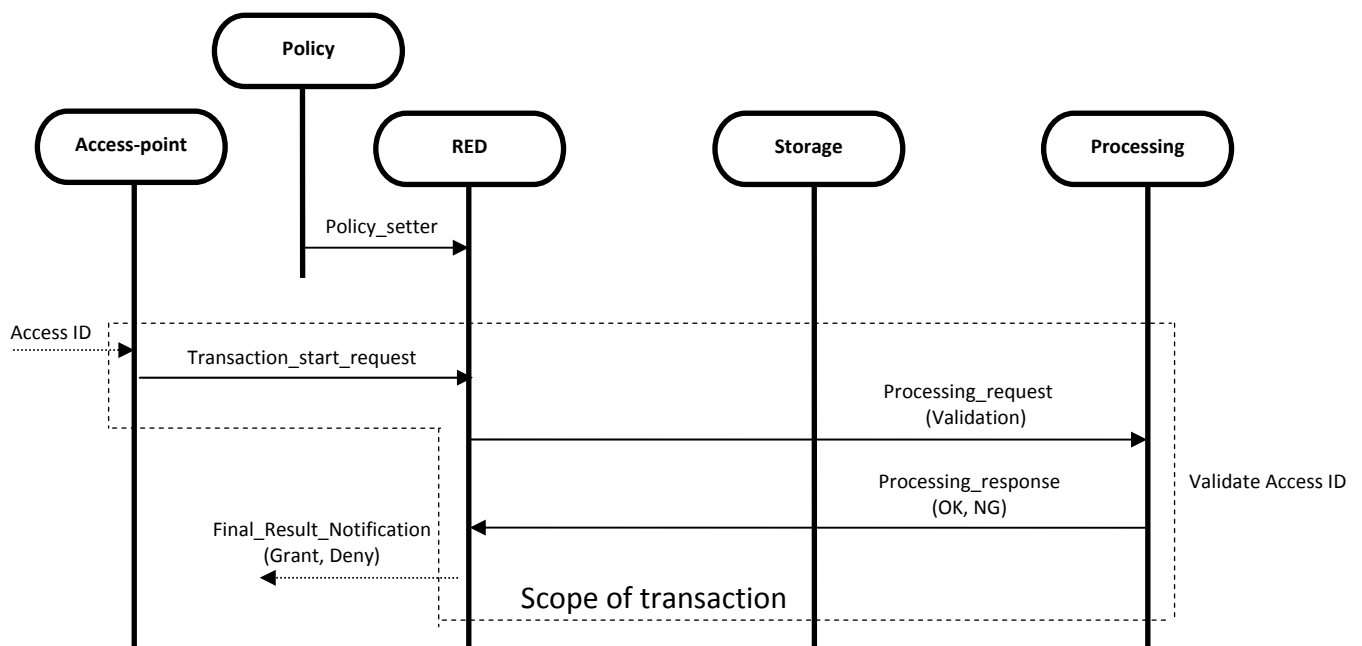 Policy
Access-point
RED
Storage
Processing
Policy_setter
Access ID
Transaction_start_request
Processing_request
(Validation)
Processing_response
(OK, NG)
Validate Access ID
Final_Result_Notification
(Grant, Deny)
Scope of transaction